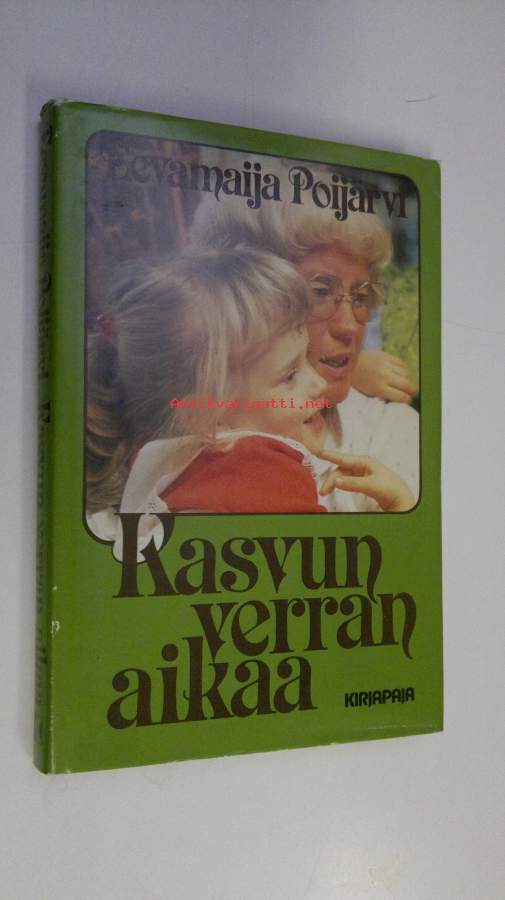 Eevamaija Poijärvi
Antikvariaatti.net
Kasvun
verran
aikaa
KIRJAPAJA